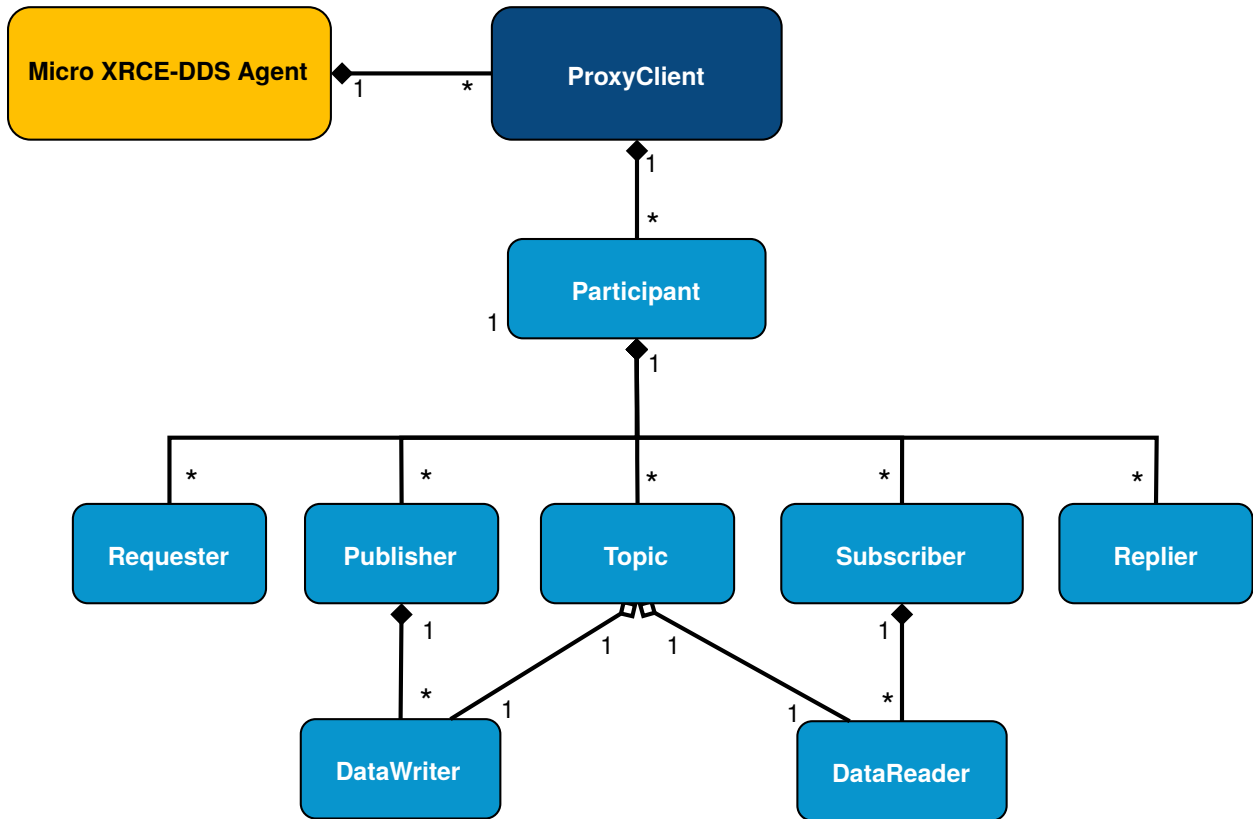 Micro XRCE-DDS Agent
ProxyClient
1
*
1
*
Participant
1
1
*
*
*
*
*
Requester
Publisher
Topic
Subscriber
Replier
1
1
1
1
*
1
1
*
DataWriter
DataReader